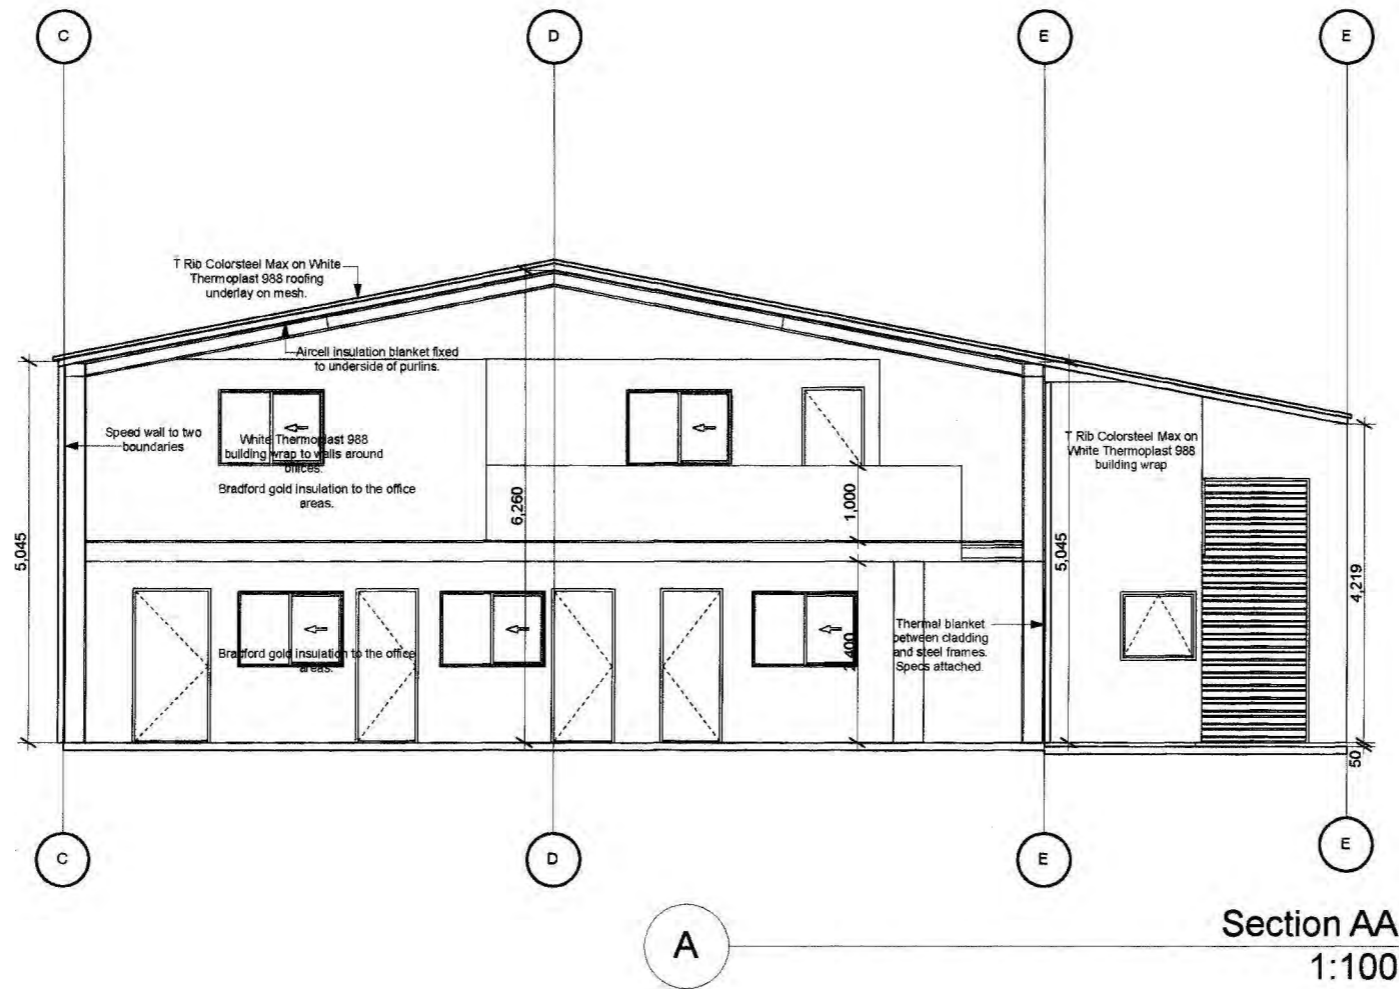 C
D
E
E
T Rib Colorsteel Max on White
Thermoplast 988 roofing
underlay on mesh.
Aircell insulation blanket fixed
to underside of purlins.
Speed wall to two
boundaries
White Thermoplast 988
building wrap to walls around
offices.
Bradford gold insulation to the office
areas.
T Rib Colorsteel Max on
White Thermoplast 988
building wrap
5,045
6,260
1,000
5,045
4,219
Bradford gold insulation to the office
areas.
2,400
Thermal blanket
between cladding
and steel frames.
Specs attached
50
C
D
E
E
A
Section AA
1:100